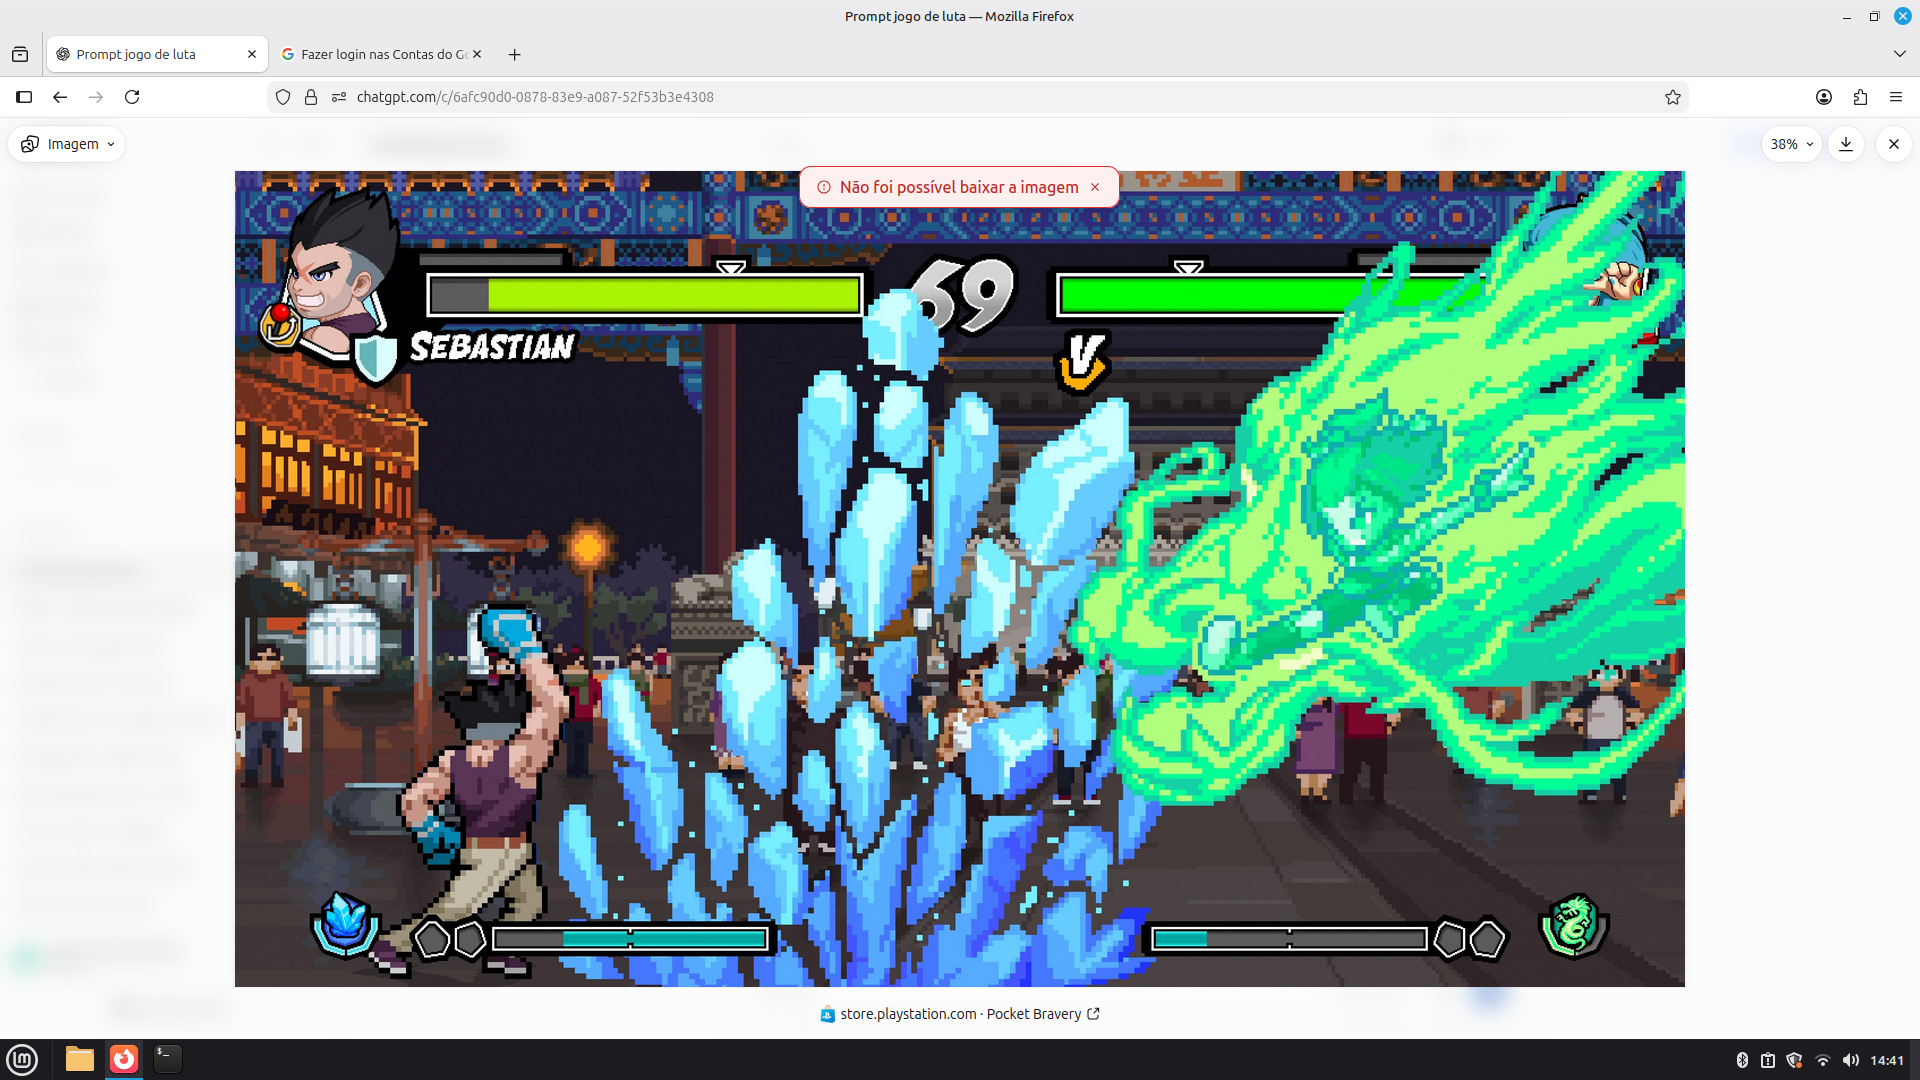 Prompt jogo de luta — Mozilla Firefox
Prompt jogo de luta
Fazer login nas Contas do Go
chatgpt.com/c/6afc90d0-0878-83e9-a087-52f53b3e4308
Imagem
38%
Não foi possível baixar a imagem
69
SEBASTIAN
V
store.playstation.com · Pocket Bravery
14:41